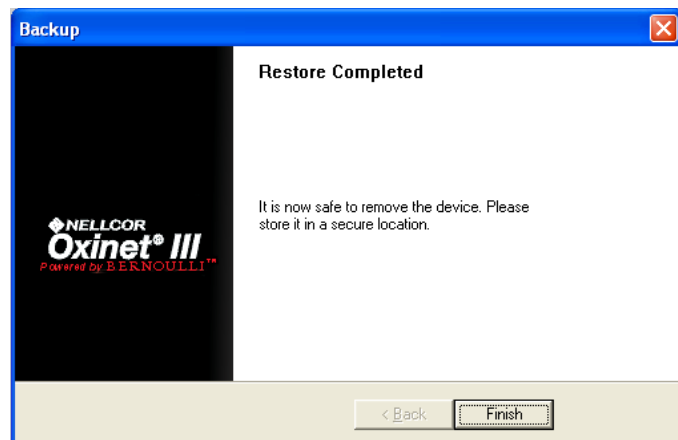 Backup
Restore Completed
It is now safe to remove the device. Please
store it in a secure location.
NELLCOR
Oxinet® III
Powered by BERNOULLI™
< Back
Finish